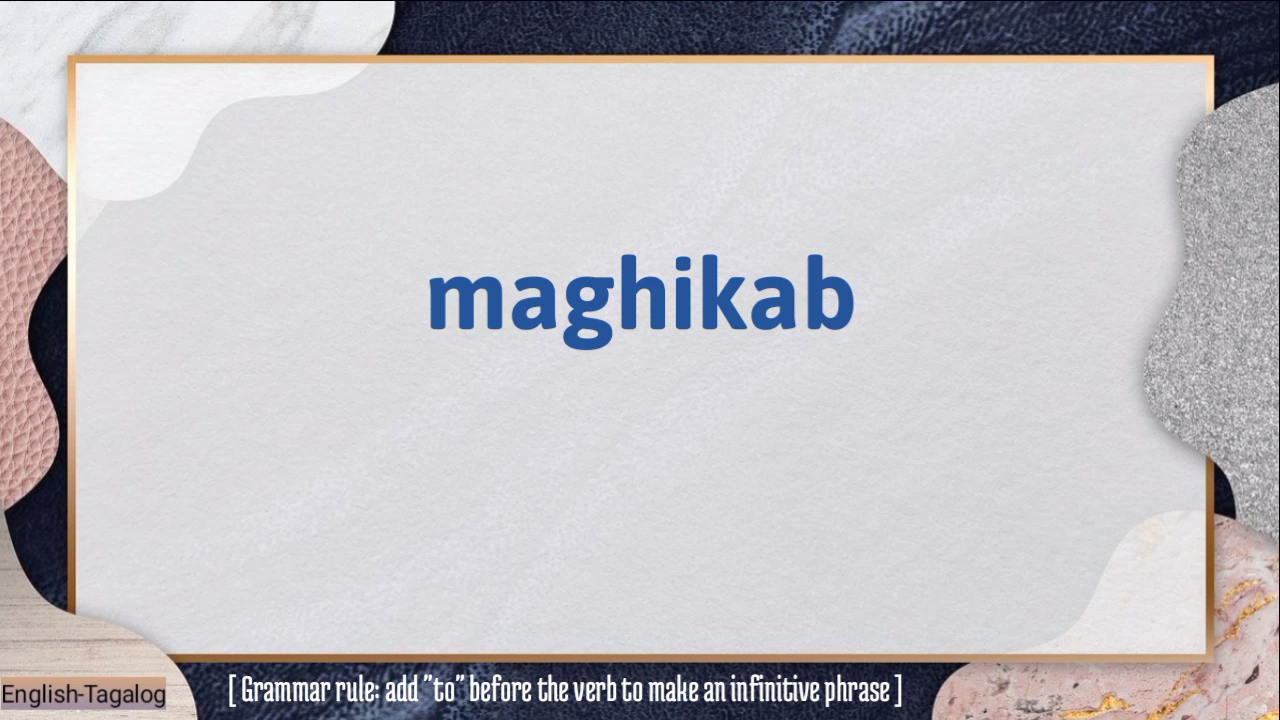 maghikab
[ Grammar rule: add "to" before the verb to make an infinitive phrase ]
English-Tagalog